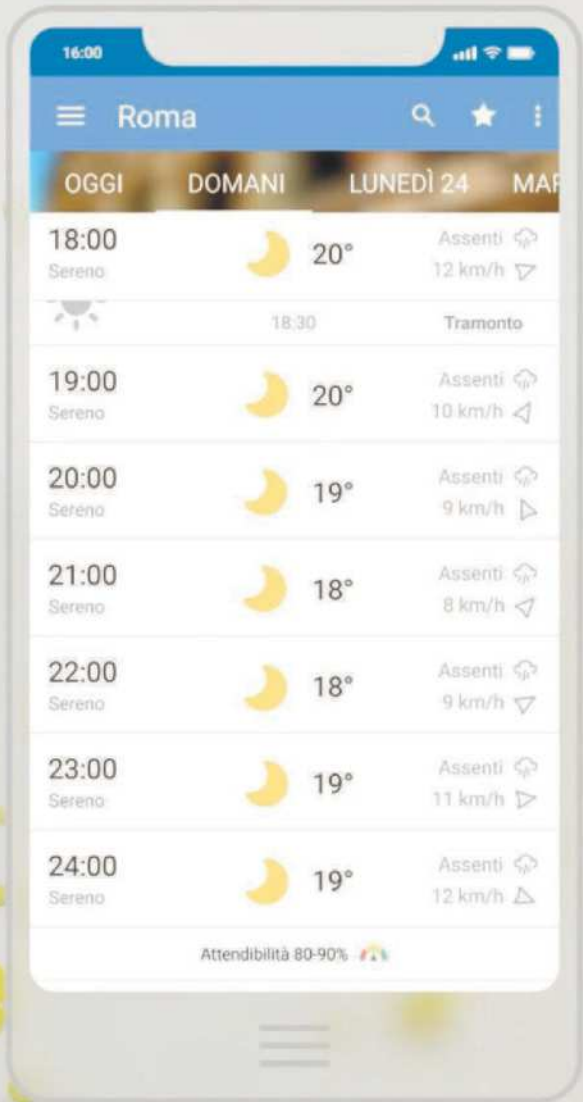 16:00
Roma
OGGI DOMANI LUNEDÌ 24 MAR
18:00 20° Assenti
Sereno 12 km/h
18:30 Tramonto
19:00 20° Assenti
Sereno 10 km/h
20:00 19° Assenti
Sereno 9 km/h
21:00 18° Assenti
Sereno 8 km/h
22:00 18° Assenti
Sereno 9 km/h
23:00 19° Assenti
Sereno 11 km/h
24:00 19° Assenti
Sereno 12 km/h
Attendibilità 80-90%